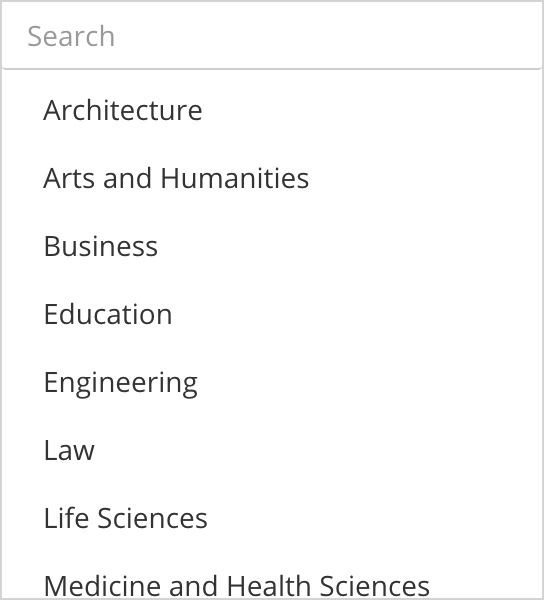 Search
Architecture
Arts and Humanities
Business
Education
Engineering
Law
Life Sciences
Medicine and Health Sciences